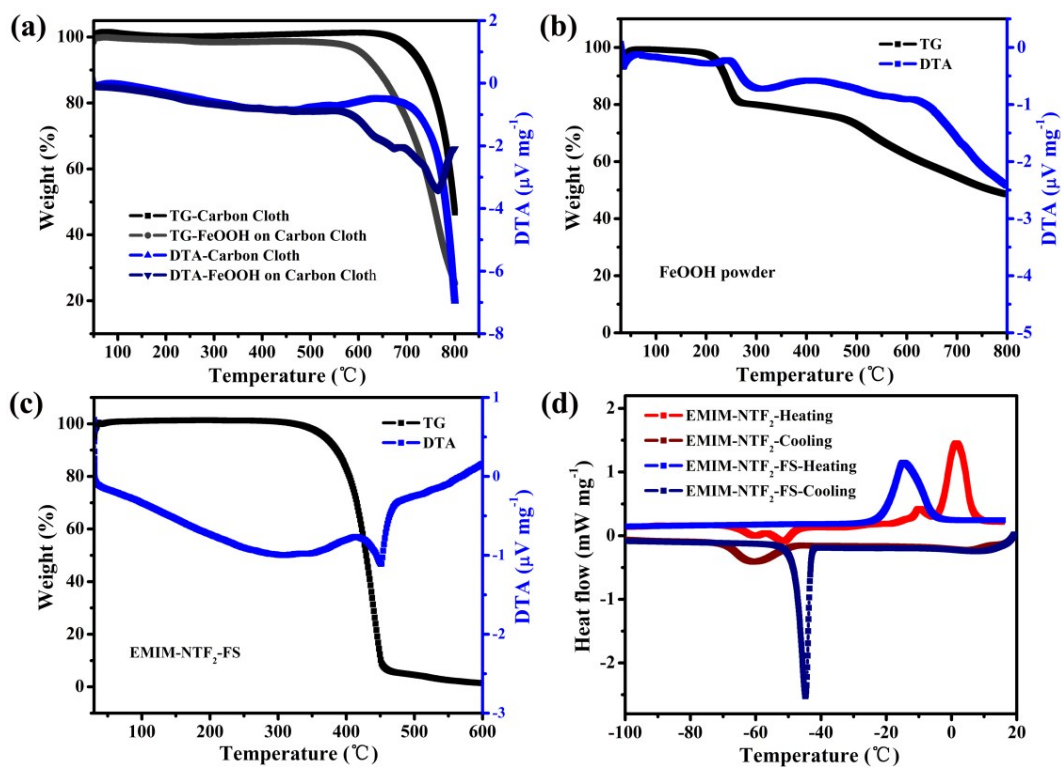 (a)
100
80
60
40
20
Weight (%)
TG-Carbon Cloth
TG-FeOOH on Carbon Cloth
DTA-Carbon Cloth
DTA-FeOOH on Carbon Cloth
2
0
-2
-4
-6
-8
DTA (μV mg⁻¹)
100 200 300 400 500 600 700 800
Temperature (℃)
(b)
100
80
60
40
20
0
Weight (%)
TG
DTA
FeOOH powder
0
-1
-2
-3
-4
-5
DTA (μV mg⁻¹)
100 200 300 400 500 600 700 800
Temperature (℃)
(c)
100
80
60
40
20
0
Weight (%)
TG
DTA
EMIM-NTF₂-FS
1
0
-1
-2
-3
DTA (μV mg⁻¹)
100 200 300 400 500 600
Temperature (℃)
(d)
2
1
0
-1
-2
Heat flow (mW mg⁻¹)
EMIM-NTF₂-Heating
EMIM-NTF₂-Cooling
EMIM-NTF₂-FS-Heating
EMIM-NTF₂-FS-Cooling
-100 -80 -60 -40 -20 0 20
Temperature (℃)